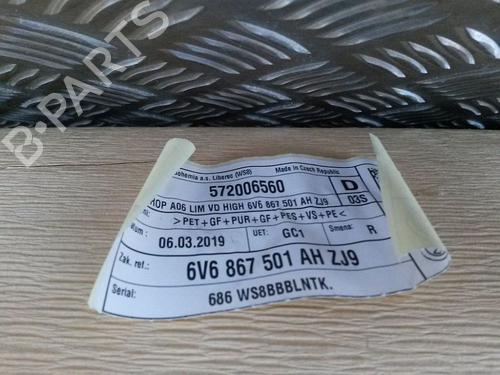 B-PARTS
Bohemia a.s. Liberec (WS8) Made in Czech Republic
572006560 D
HOP A06 LIM VD HIGH 6V6 867 501 AH ZJ9 03S
>PET+GF+PUR+GF+PES+VS+PE<
06.03.2019 UET: GC1 Smena: R
Zak. ref.: 6V6 867 501 AH ZJ9
Serial: 686 WS8BBBLNTK.